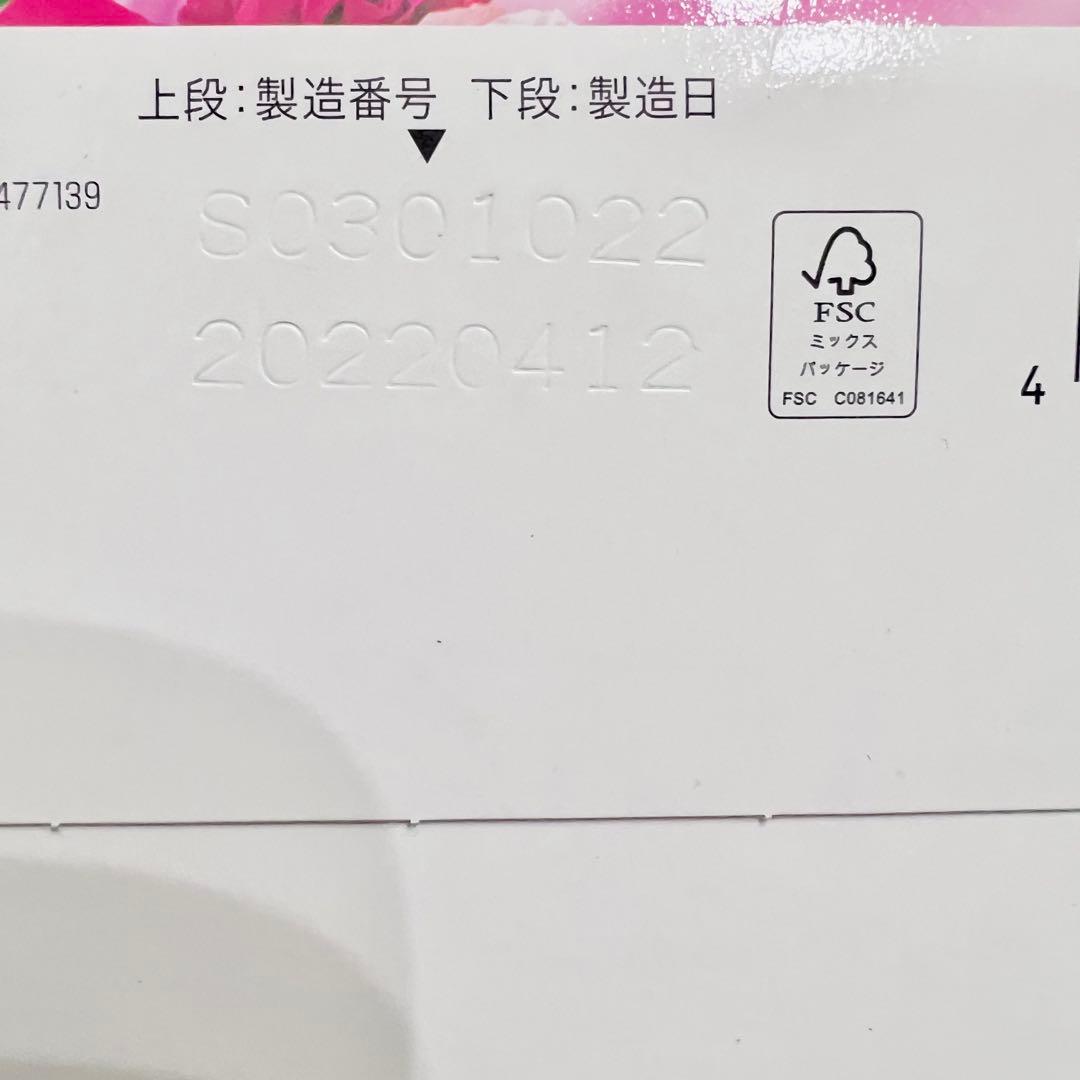 上段:製造番号 下段:製造日
477139
S0301022
20220412
FSC
ミックス
パッケージ
FSC C081641
4